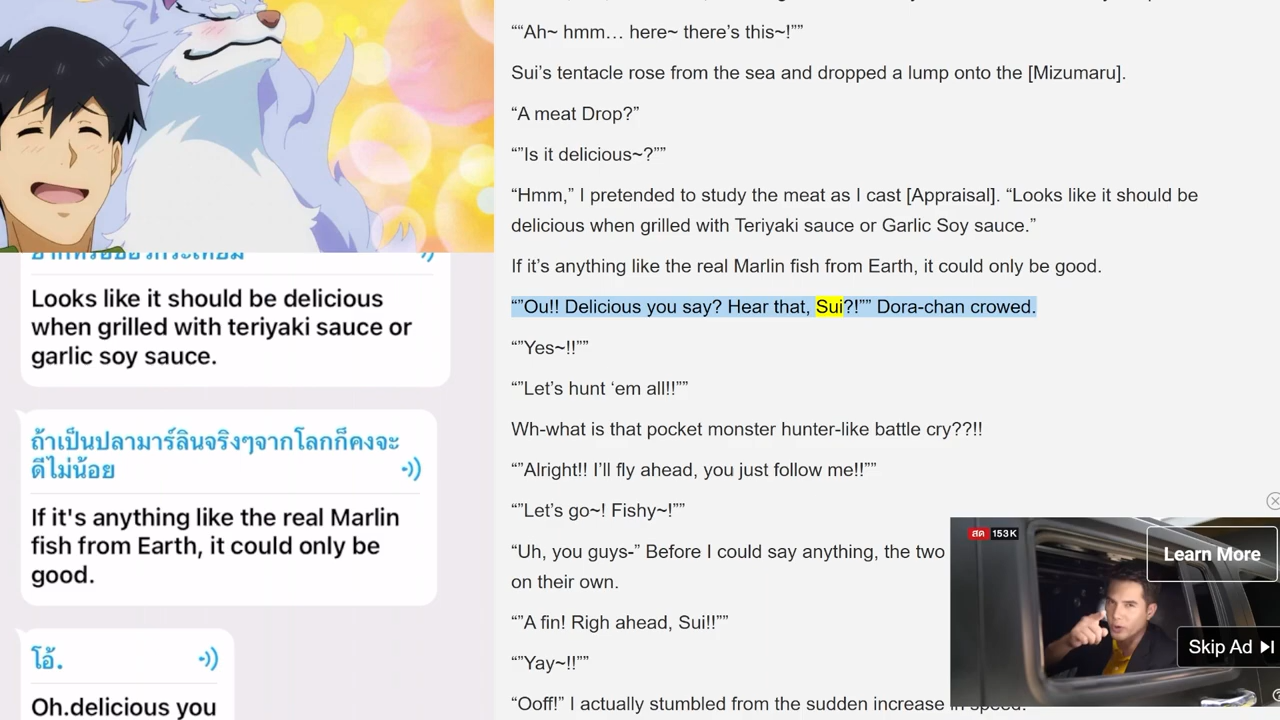 ““Ah~ hmm… here~ there’s this~!””
Sui’s tentacle rose from the sea and dropped a lump onto the [Mizumaru].
“A meat Drop?”
“”Is it delicious~?””
“Hmm,” I pretended to study the meat as I cast [Appraisal]. “Looks like it should be
delicious when grilled with Teriyaki sauce or Garlic Soy sauce.”
If it’s anything like the real Marlin fish from Earth, it could only be good.
“”Ou!! Delicious you say? Hear that, Sui?!”” Dora-chan crowed.
“”Yes~!!””
“”Let’s hunt ‘em all!!””
Wh-what is that pocket monster hunter-like battle cry??!!
“”Alright!! I’ll fly ahead, you just follow me!!””
“”Let’s go~! Fishy~!””
“Uh, you guys-” Before I could say anything, the two
on their own.
“”A fin! Righ ahead, Sui!!””
“”Yay~!!””
“Ooff!” I actually stumbled from the sudden increase in speed.
Looks like it should be delicious
when grilled with teriyaki sauce or
garlic soy sauce.
ถ้าเป็นปลามาร์ลินจริงๆจากโลกก็คงจะ
ดีไม่น้อย
If it's anything like the real Marlin
fish from Earth, it could only be
good.
โอ้.
Oh.delicious you
สด 153K
Learn More
Skip Ad